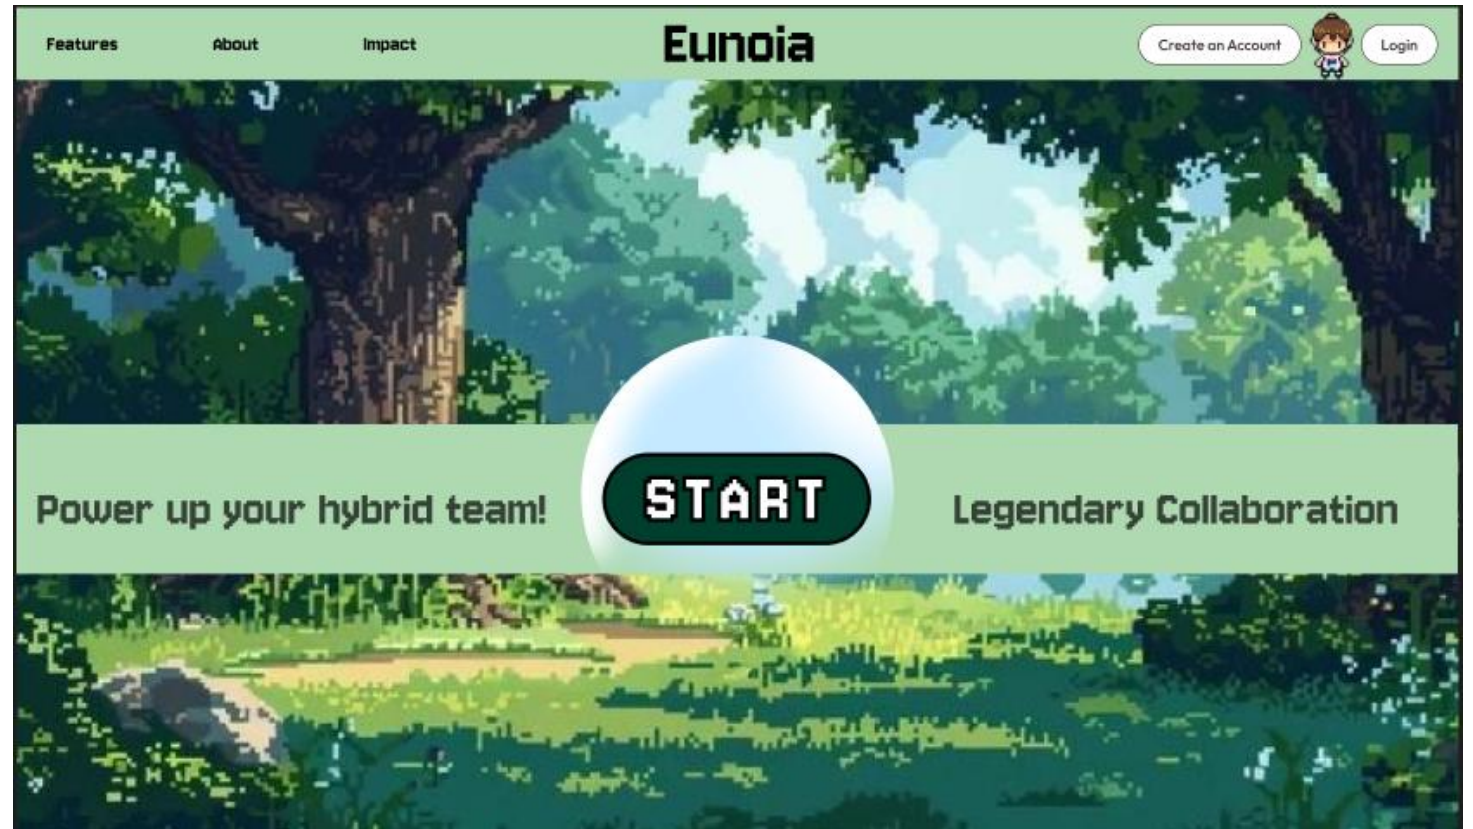 Features
About
Impact
Eunoia
Create an Account
Login
Power up your hybrid team!
START
Legendary Collaboration